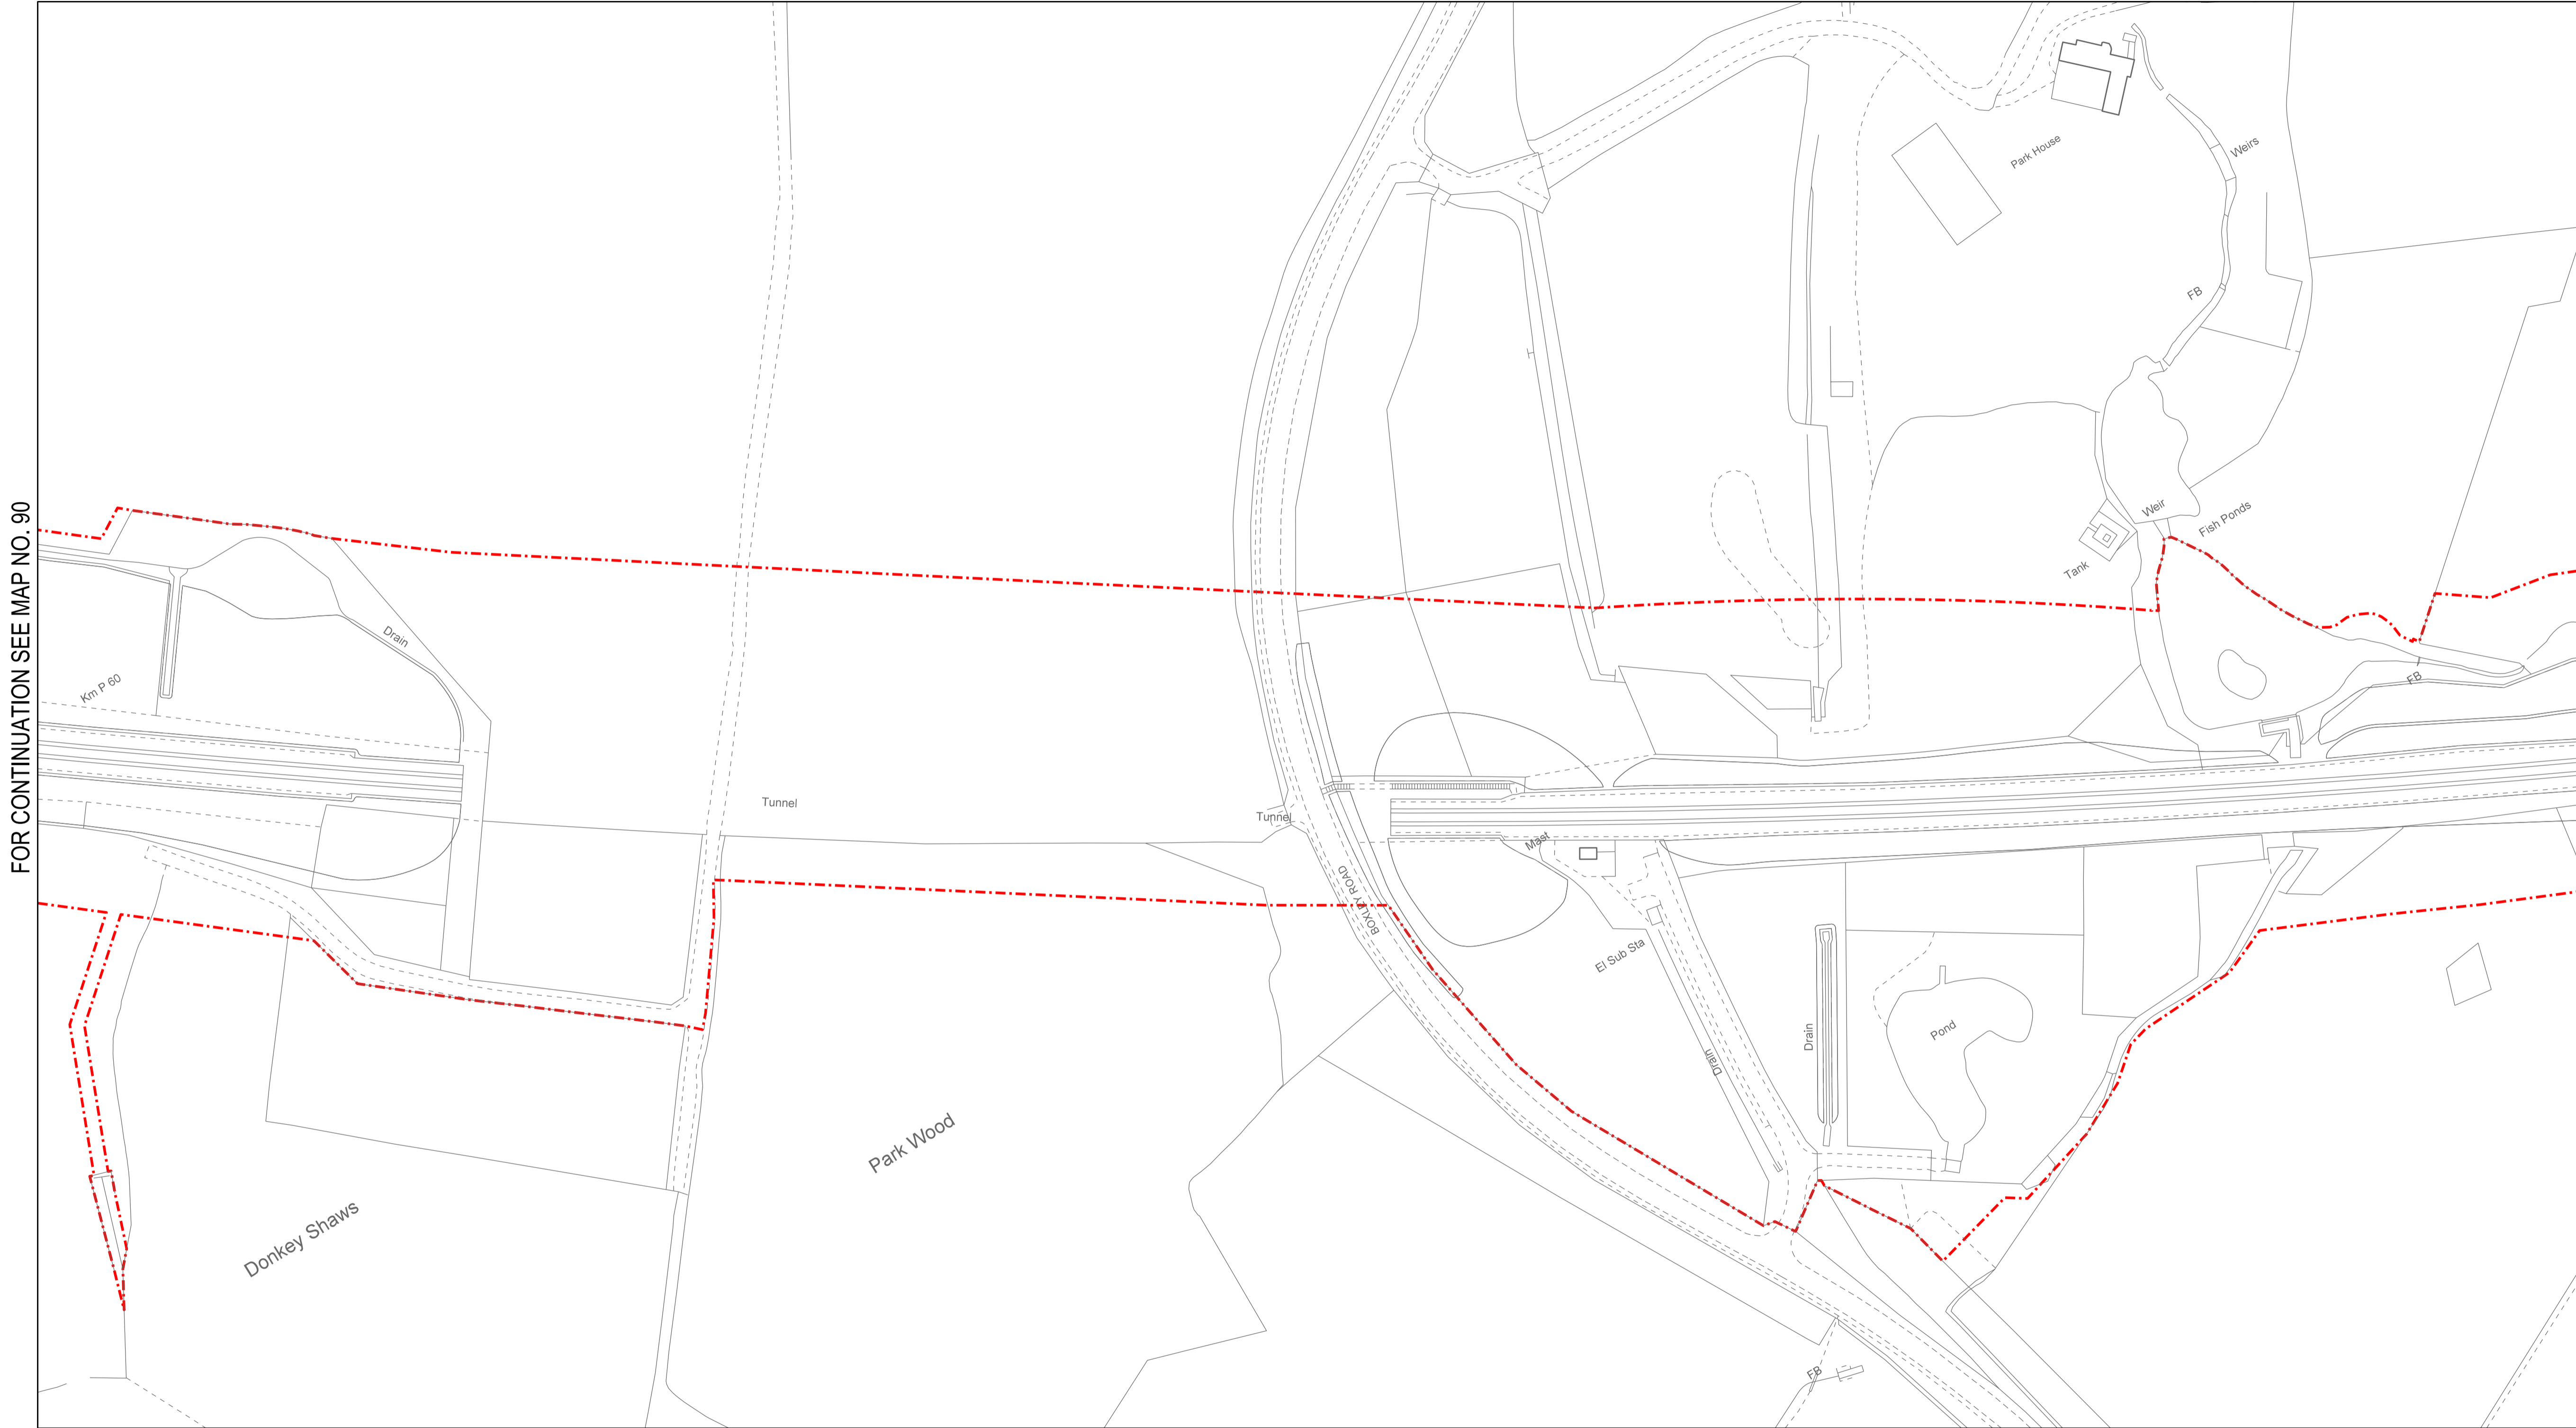 FOR CONTINUATION SEE MAP NO. 90
Park House
Weirs
FB
Weir
Fish Ponds
Tank
Drain
Km P 60
FB
Tunnel
Tunnel
Mast
BOXLEY ROAD
El Sub Sta
Drain
Drain
Pond
Park Wood
Donkey Shaws
FB